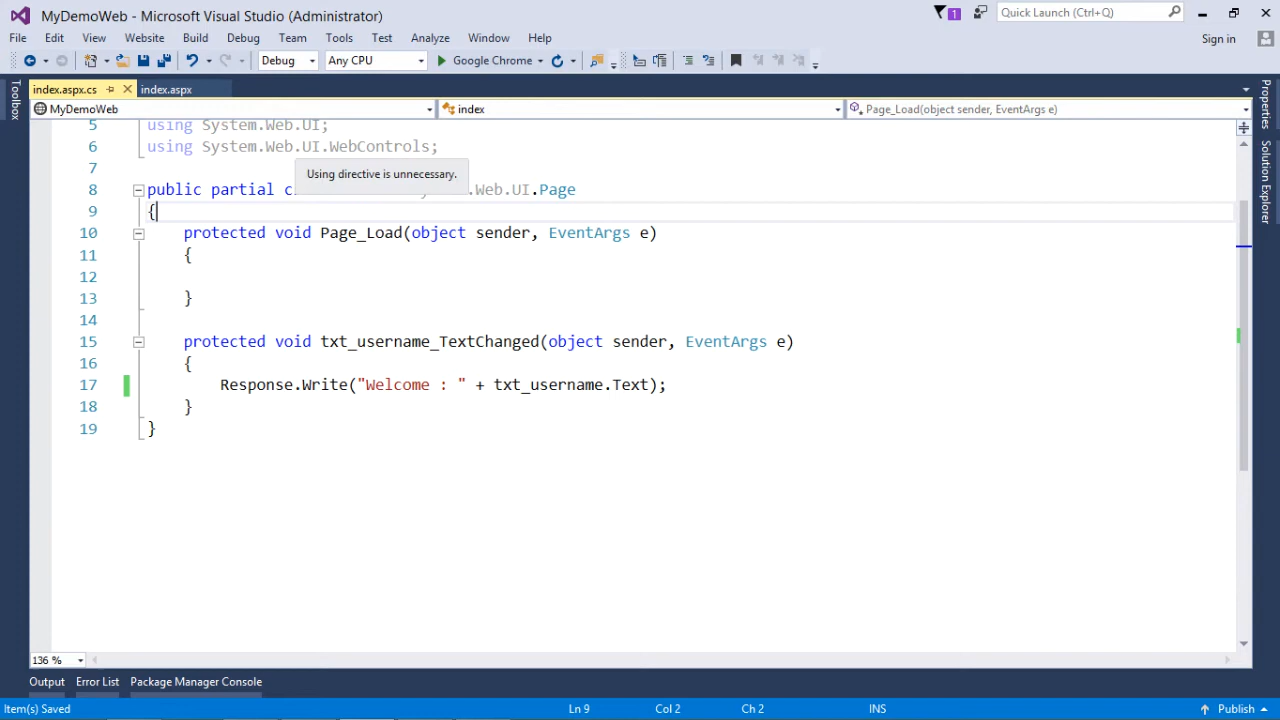 MyDemoWeb - Microsoft Visual Studio (Administrator)
1
Quick Launch (Ctrl+Q)
File Edit View Website Build Debug Team Tools Test Analyze Window Help
Sign in
Debug
Any CPU
Google Chrome
Toolbox
index.aspx.cs
index.aspx
MyDemoWeb
index
Page_Load(object sender, EventArgs e)
Properties
Solution Explorer
5 using System.Web.UI;
6 using System.Web.UI.WebControls;
7
Using directive is unnecessary.
8 public partial c .Web.UI.Page
9 {
10 protected void Page_Load(object sender, EventArgs e)
11 {
12
13 }
14
15 protected void txt_username_TextChanged(object sender, EventArgs e)
16 {
17 Response.Write("Welcome : " + txt_username.Text);
18 }
19 }
136 %
Output Error List Package Manager Console
Item(s) Saved
Ln 9
Col 2
Ch 2
INS
Publish